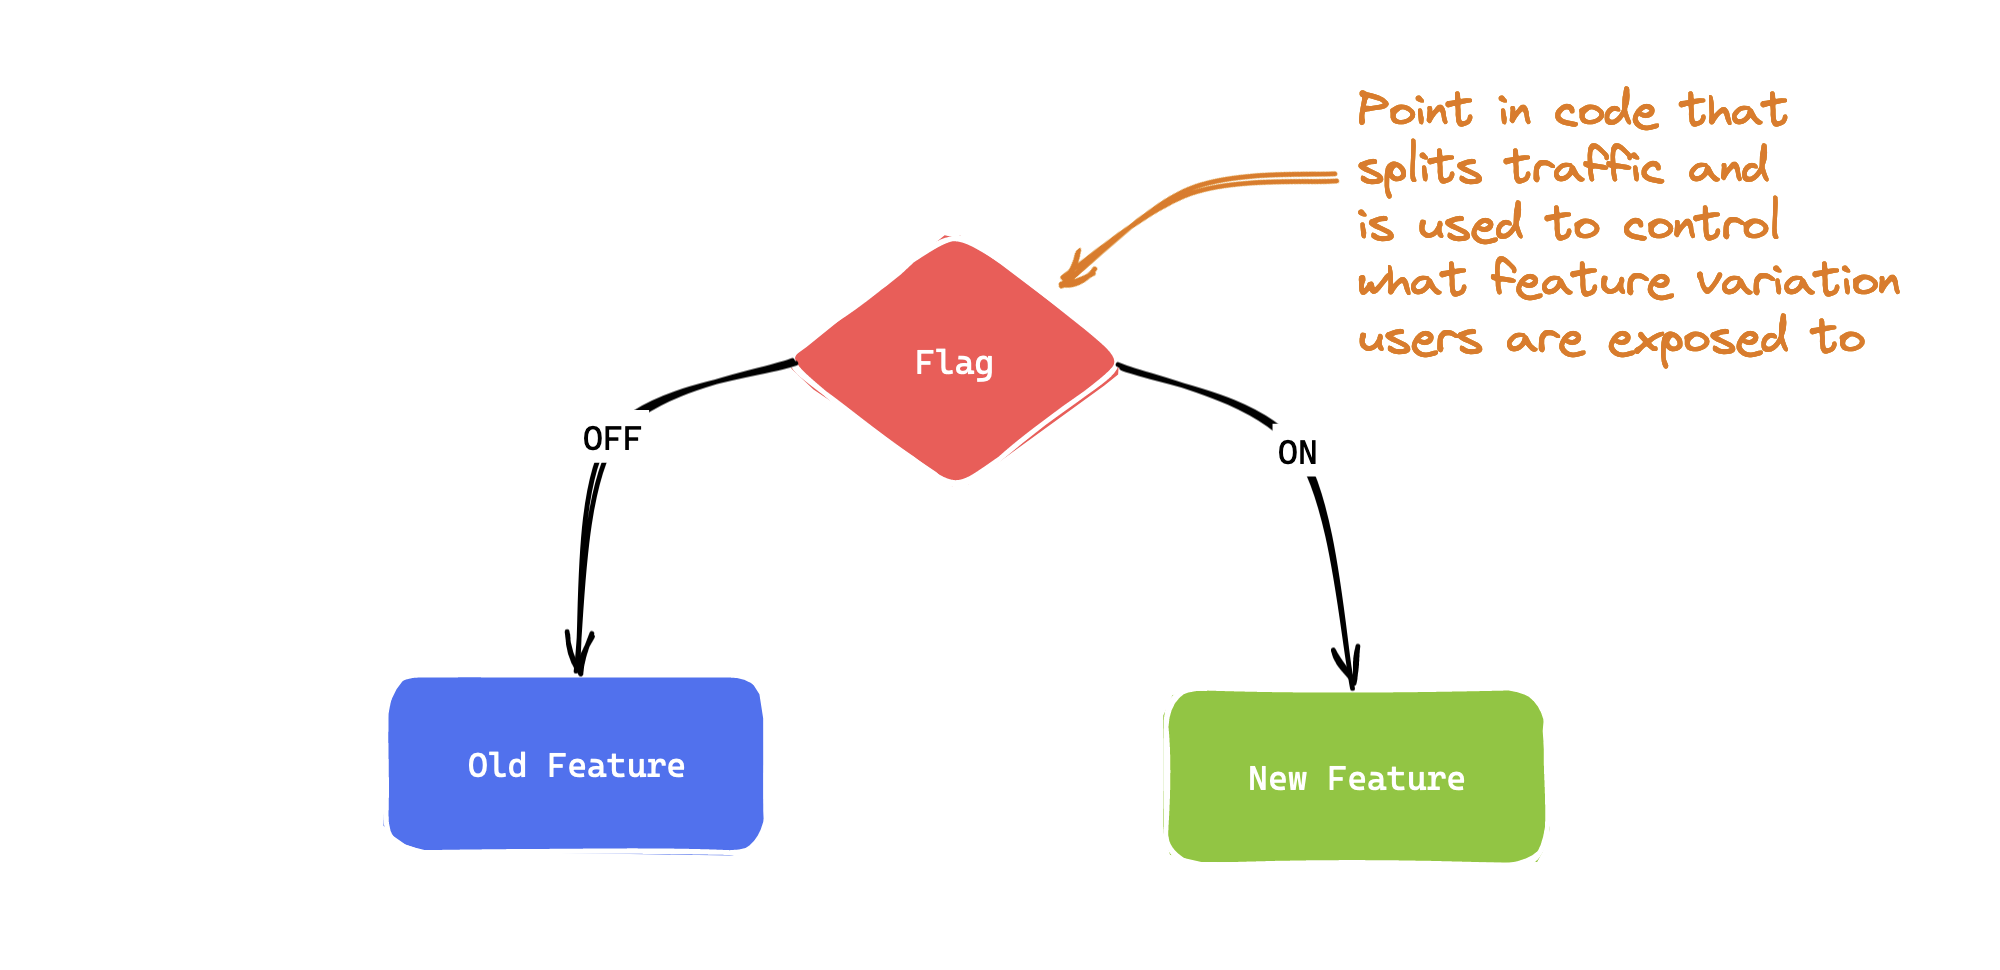 Point in code that
splits traffic and
is used to control
what feature variation
users are exposed to
Flag
OFF
ON
Old Feature
New Feature